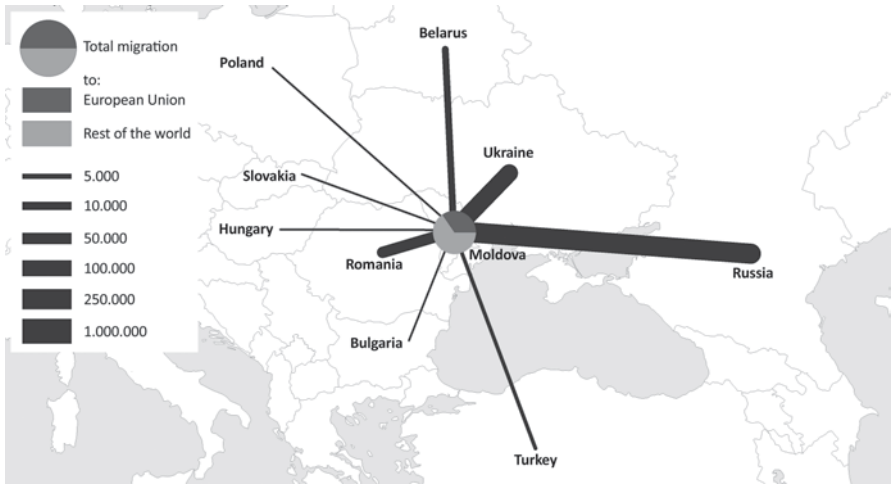 Total migration
to:
European Union
Rest of the world
5.000
10.000
50.000
100.000
250.000
1.000.000
Belarus
Poland
Ukraine
Slovakia
Hungary
Romania
Moldova
Russia
Bulgaria
Turkey